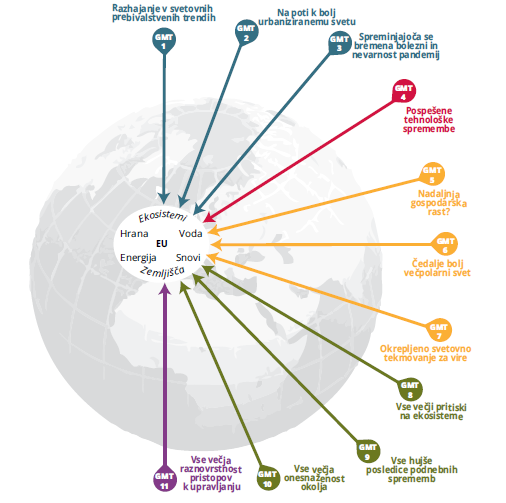 Razhajanje v svetovnih
prebivalstvenih trendih
GMT
1
Na poti k bolj
urbaniziranemu svetu
GMT
2
Spreminjajoča se
bremena bolezni in
nevarnost pandemij
GMT
3
GMT
4
Pospešene
tehnološke
spremembe
GMT
5
Nadaljnja
gospodarska
rast?
GMT
6
Čedalje bolj
večpolarni svet
GMT
7
Okrepljeno svetovno
tekmovanje za vire
GMT
8
Vse večji pritiski
na ekosisteme
GMT
9
Vse hujše
posledice podnebnih
sprememb
GMT
10
Vse večja
onesnaženost
okolja
GMT
11
Vse večja
raznovrstnost
pristopov
k upravljanju
Ekosistemi
Hrana Voda
EU
Energija Snovi
Zemljišča